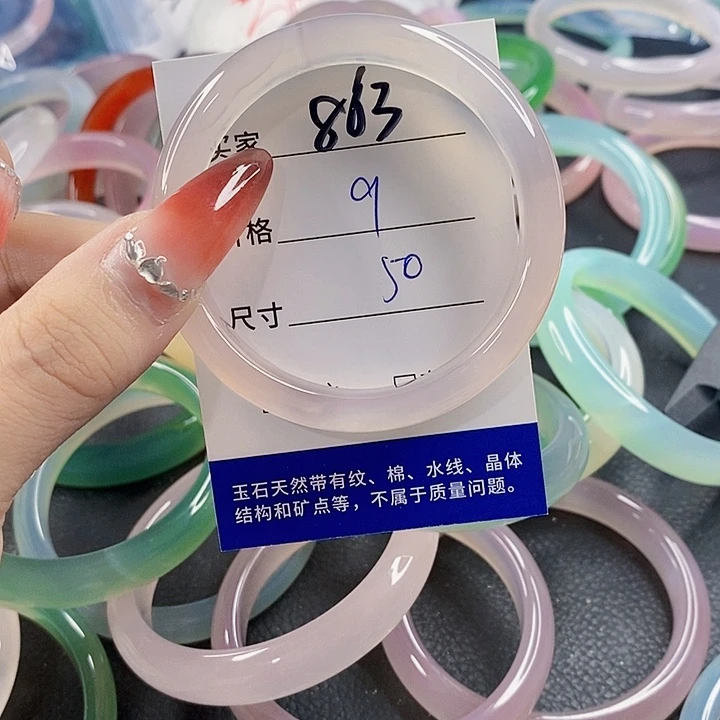 买家 863
价格 9
尺寸 50
玉石天然带有纹、棉、水线、晶体
结构和矿点等，不属于质量问题。